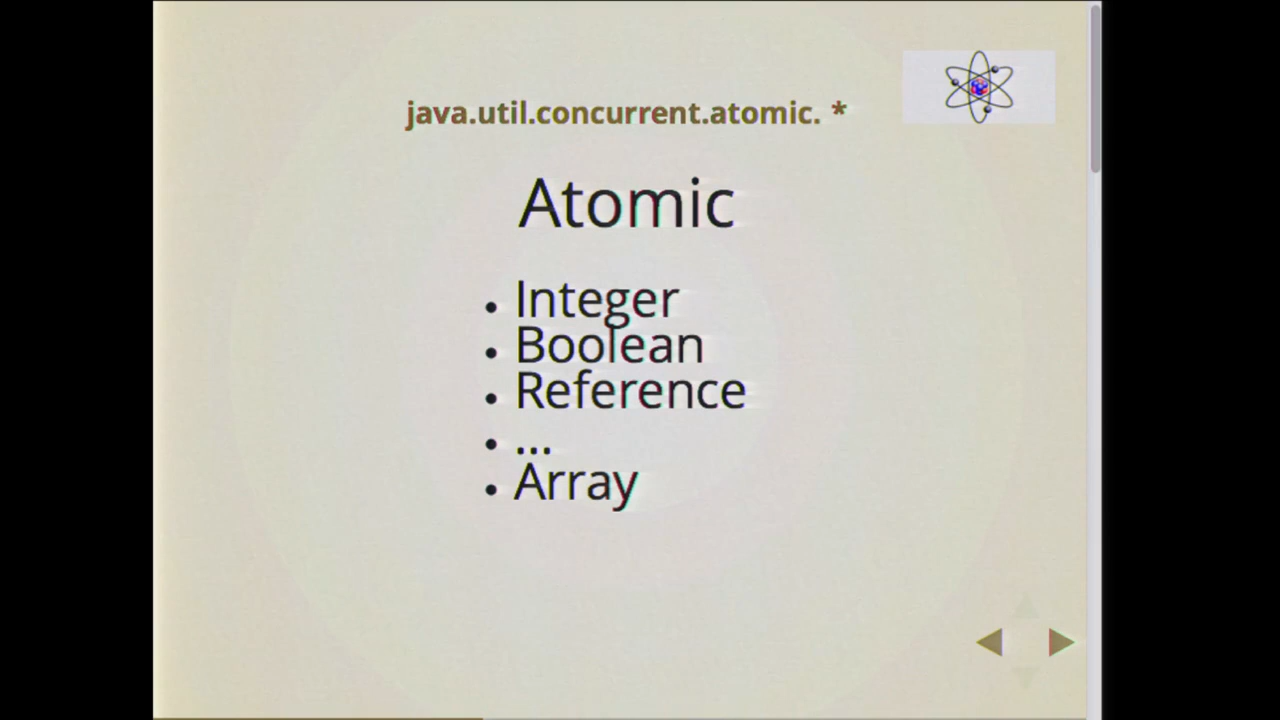 java.util.concurrent.atomic. *
Atomic
• Integer
• Boolean
• Reference
• ...
• Array